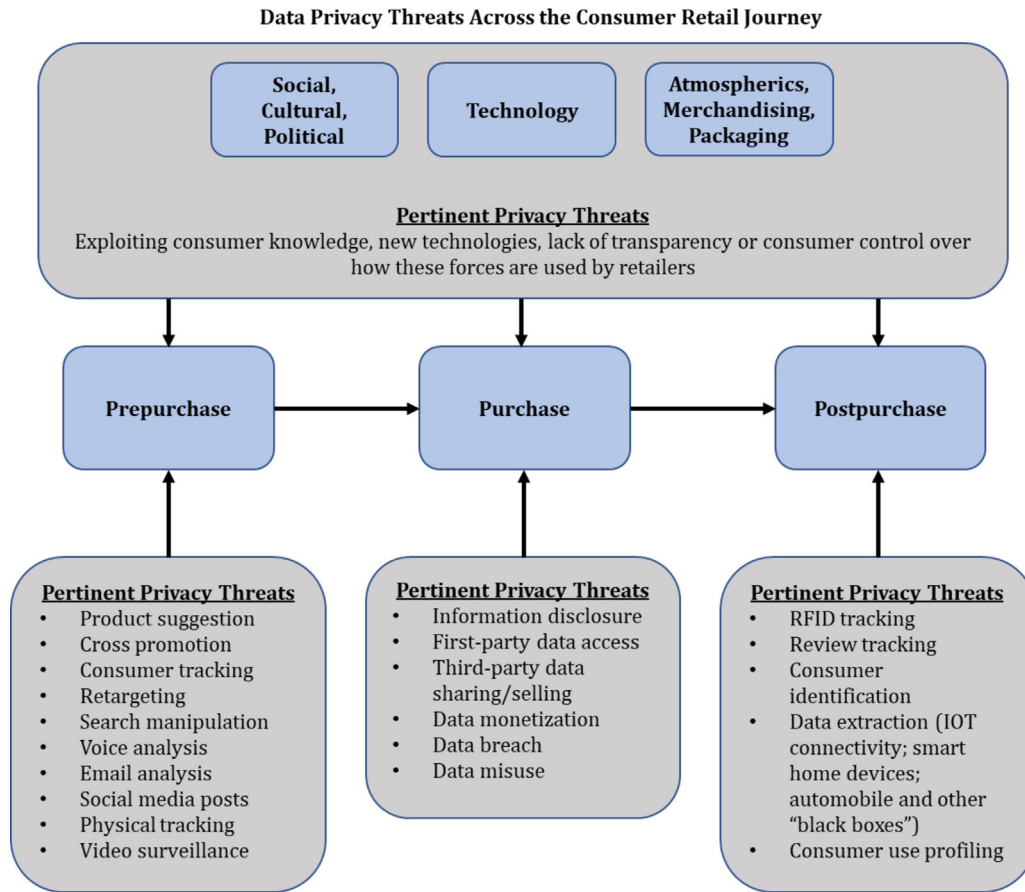 Data Privacy Threats Across the Consumer Retail Journey
Social,
Cultural,
Political
Technology
Atmospherics,
Merchandising,
Packaging
Pertinent Privacy Threats
Exploiting consumer knowledge, new technologies, lack of transparency or consumer control over
how these forces are used by retailers
Prepurchase
Purchase
Postpurchase
Pertinent Privacy Threats
• Product suggestion
• Cross promotion
• Consumer tracking
• Retargeting
• Search manipulation
• Voice analysis
• Email analysis
• Social media posts
• Physical tracking
• Video surveillance
Pertinent Privacy Threats
• Information disclosure
• First-party data access
• Third-party data
sharing/selling
• Data monetization
• Data breach
• Data misuse
Pertinent Privacy Threats
• RFID tracking
• Review tracking
• Consumer
identification
• Data extraction (IOT
connectivity; smart
home devices;
automobile and other
“black boxes”)
• Consumer use profiling